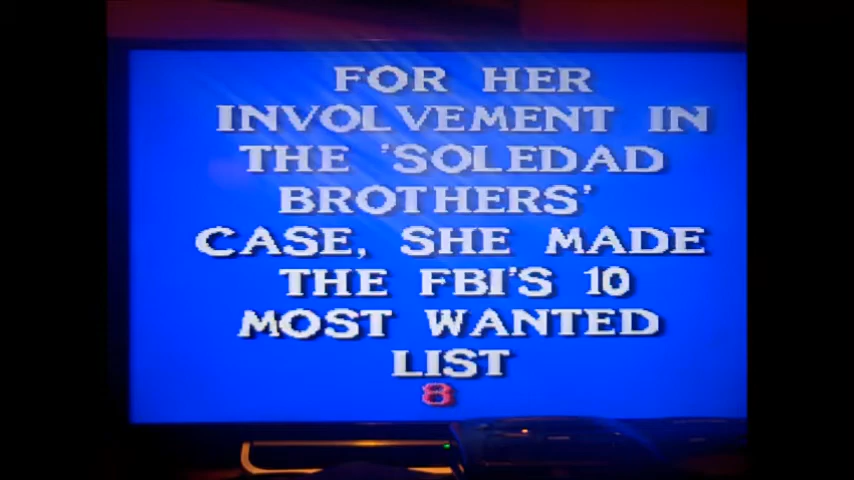 FOR HER
INVOLVEMENT IN
THE 'SOLEDAD
BROTHERS'
CASE, SHE MADE
THE FBI'S 10
MOST WANTED
LIST
8